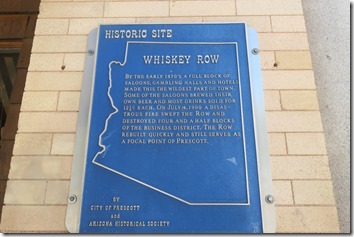 HISTORIC SITE
WHISKEY ROW
BY THE EARLY 1870'S A FULL BLOCK OF
SALOONS, GAMBLING HALLS AND HOTELS
MADE THIS THE WILDEST PART OF TOWN.
SOME OF THE SALOONS BREWED THEIR
OWN BEER AND MOST DRINKS SOLD FOR
12½¢ EACH. ON JULY 14, 1900 A DISAS-
TROUS FIRE SWEPT THE ROW AND
DESTROYED FOUR AND A HALF BLOCKS
OF THE BUSINESS DISTRICT. THE ROW
REBUILT QUICKLY AND STILL SERVES AS
A FOCAL POINT OF PRESCOTT.
BY
CITY OF PRESCOTT
and
ARIZONA HISTORICAL SOCIETY